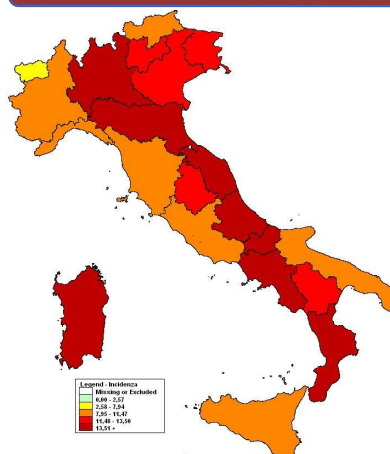 Legend - Incidenza
Missing or Excluded
0,00 - 2,57
2,58 - 7,94
7,95 - 11,47
11,48 - 13,50
13,51 +